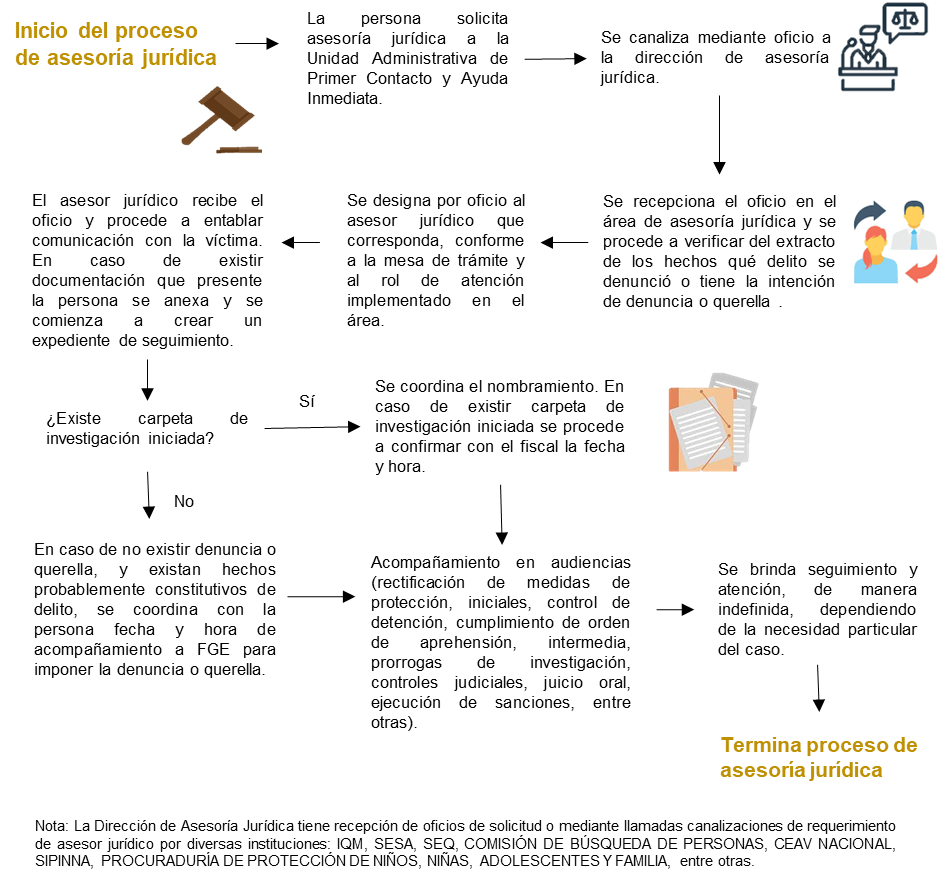 Inicio del proceso
de asesoría jurídica
La persona solicita
asesoría jurídica a la
Unidad Administrativa de
Primer Contacto y Ayuda
Inmediata.
Se canaliza mediante oficio a
la dirección de asesoría
jurídica.
Se recepciona el oficio en el
área de asesoría jurídica y se
procede a verificar del extracto
de los hechos qué delito se
denunció o tiene la intención
de denuncia o querella .
Se designa por oficio al
asesor jurídico que
corresponda, conforme
a la mesa de trámite y
al rol de atención
implementado en el
área.
El asesor jurídico recibe el
oficio y procede a entablar
comunicación con la víctima.
En caso de existir
documentación que presente
la persona se anexa y se
comienza a crear un
expediente de seguimiento.
¿Existe carpeta de
investigación iniciada?
Sí
Se coordina el nombramiento. En
caso de existir carpeta de
investigación iniciada se procede
a confirmar con el fiscal la fecha
y hora.
No
En caso de no existir denuncia o
querella, y existan hechos
probablemente constitutivos de
delito, se coordina con la
persona fecha y hora de
acompañamiento a FGE para
imponer la denuncia o querella.
Acompañamiento en audiencias
(rectificación de medidas de
protección, iniciales, control de
detención, cumplimiento de orden
de aprehensión, intermedia,
prorrogas de investigación,
controles judiciales, juicio oral,
ejecución de sanciones, entre
otras).
Se brinda seguimiento y
atención, de manera
indefinida, dependiendo
de la necesidad particular
del caso.
Termina proceso de
asesoría jurídica
Nota: La Dirección de Asesoría Jurídica tiene recepción de oficios de solicitud o mediante llamadas canalizaciones de requerimiento
de asesor jurídico por diversas instituciones: IQM, SESA, SEQ, COMISIÓN DE BÚSQUEDA DE PERSONAS, CEAV NACIONAL,
SIPINNA, PROCURADURÍA DE PROTECCIÓN DE NIÑOS, NIÑAS, ADOLESCENTES Y FAMILIA, entre otras.